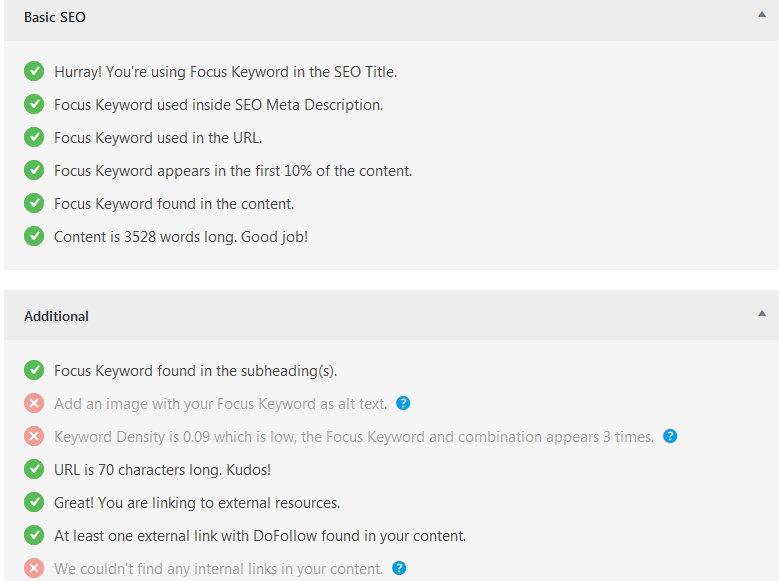 Basic SEO
Hurray! You're using Focus Keyword in the SEO Title.
Focus Keyword used inside SEO Meta Description.
Focus Keyword used in the URL.
Focus Keyword appears in the first 10% of the content.
Focus Keyword found in the content.
Content is 3528 words long. Good job!
Additional
Focus Keyword found in the subheading(s).
Add an image with your Focus Keyword as alt text. ?
Keyword Density is 0.09 which is low, the Focus Keyword and combination appears 3 times. ?
URL is 70 characters long. Kudos!
Great! You are linking to external resources.
At least one external link with DoFollow found in your content.
We couldn't find any internal links in your content. ?